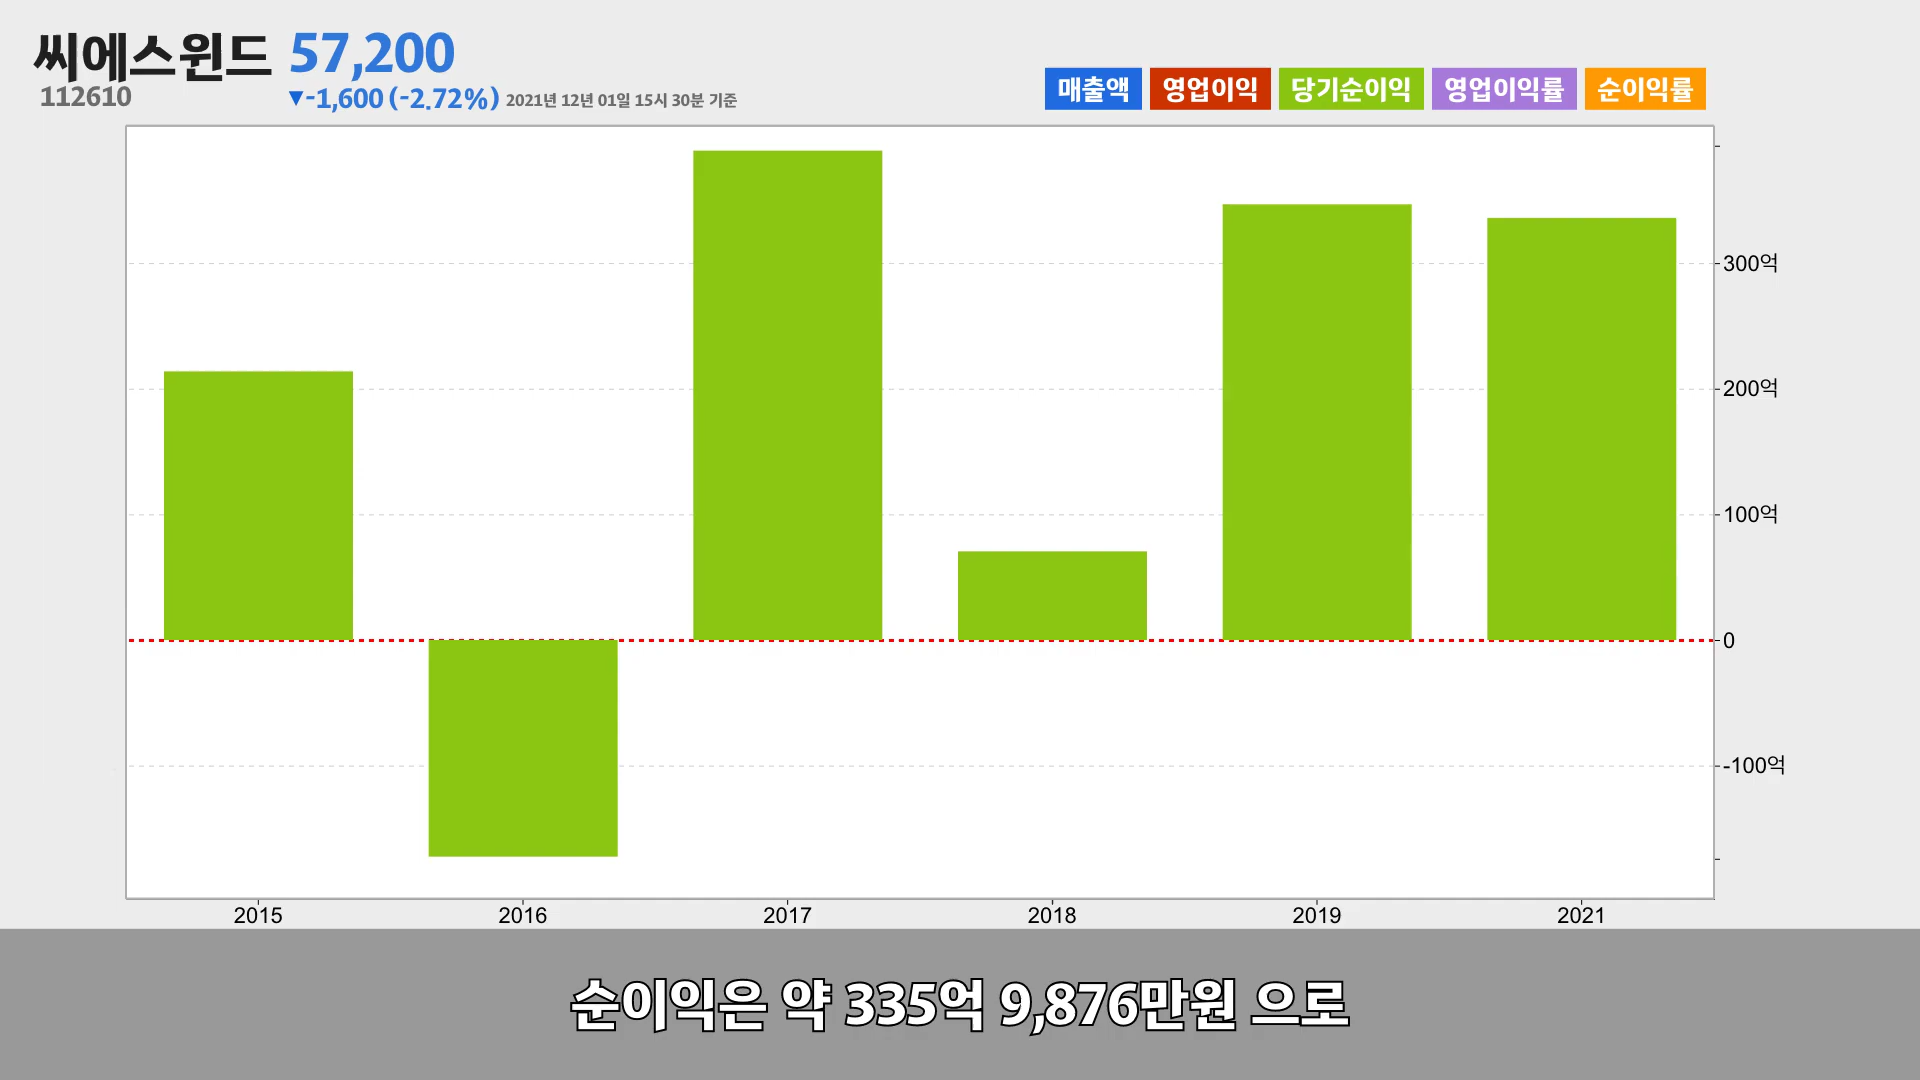 씨에스윈드 57,200
112610 ▼-1,600 (-2.72%) 2021년 12년 01일 15시 30분 기준
매출액 영업이익 당기순이익 영업이익률 순이익률
300억
200억
100억
0
-100억
2015 2016 2017 2018 2019 2021
순이익은 약 335억 9,876만원 으로